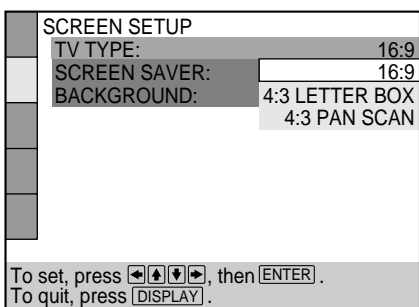 SCREEN SETUP
TV TYPE: 16:9
SCREEN SAVER: 16:9
BACKGROUND: 4:3 LETTER BOX
4:3 PAN SCAN
To set, press ←↑↓→, then ENTER.
To quit, press DISPLAY.